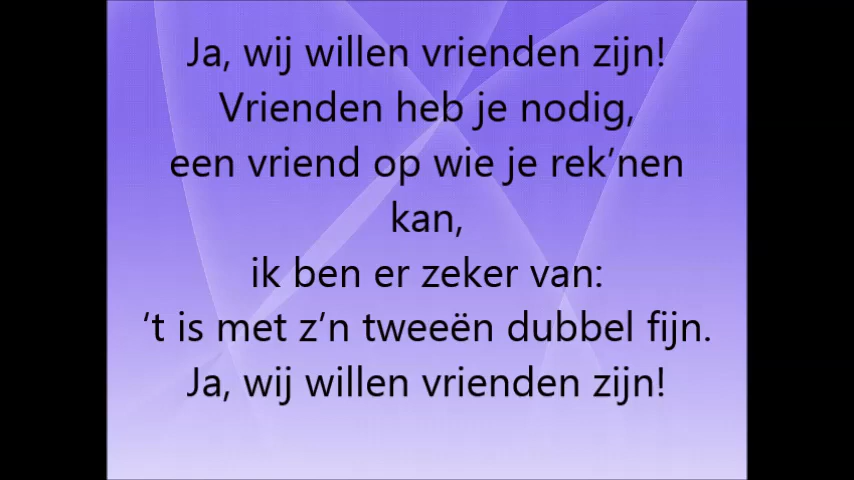 Ja, wij willen vrienden zijn!
Vrienden heb je nodig,
een vriend op wie je rek’nen
kan,
ik ben er zeker van:
‘t is met z’n tweeën dubbel fijn.
Ja, wij willen vrienden zijn!